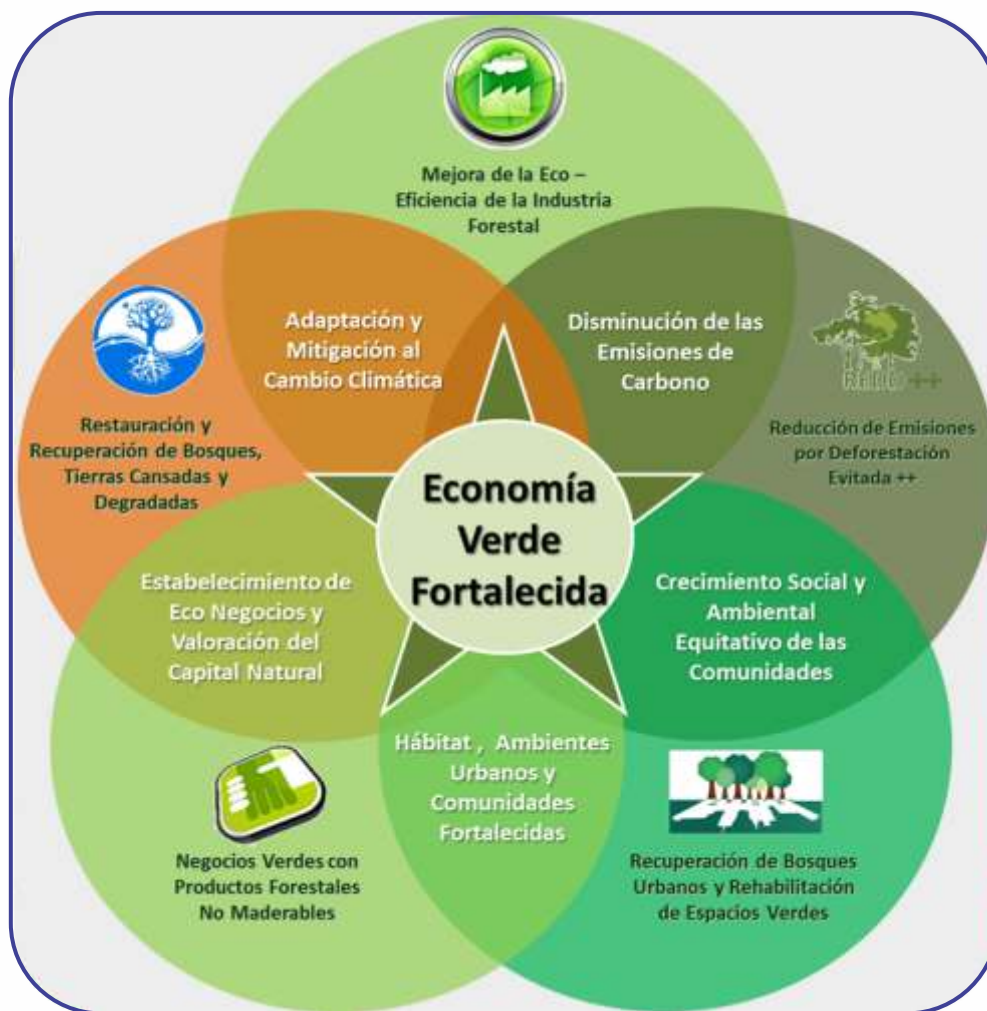 Mejora de la Eco –
Eficiencia de la Industria
Forestal
Adaptación y
Mitigación al
Cambio Climática
Disminución de las
Emisiones de
Carbono
REDD ++
Restauración y
Recuperación de Bosques,
Tierras Cansadas y
Degradadas
Reducción de Emisiones
por Deforestación
Evitada ++
Economía
Verde
Fortalecida
Estabelecimiento de
Eco Negocios y
Valoración del
Capital Natural
Crecimiento Social y
Ambiental
Equitativo de las
Comunidades
Hábitat , Ambientes
Urbanos y
Comunidades
Fortalecidas
Negocios Verdes con
Productos Forestales
No Maderables
Recuperación de Bosques
Urbanos y Rehabilitación
de Espacios Verdes